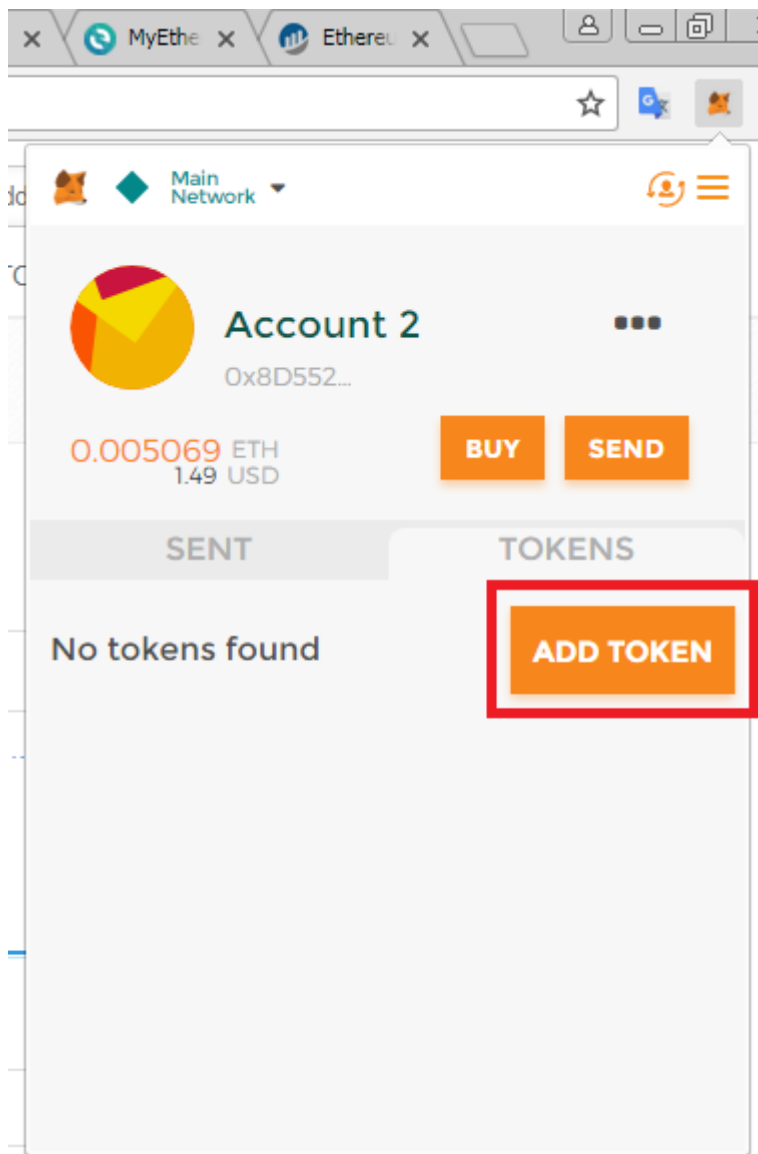 MyEthe
Ethereu
Main
Network
Account 2
0x8D552...
0.005069 ETH
1.49 USD
BUY
SEND
SENT
TOKENS
No tokens found
ADD TOKEN